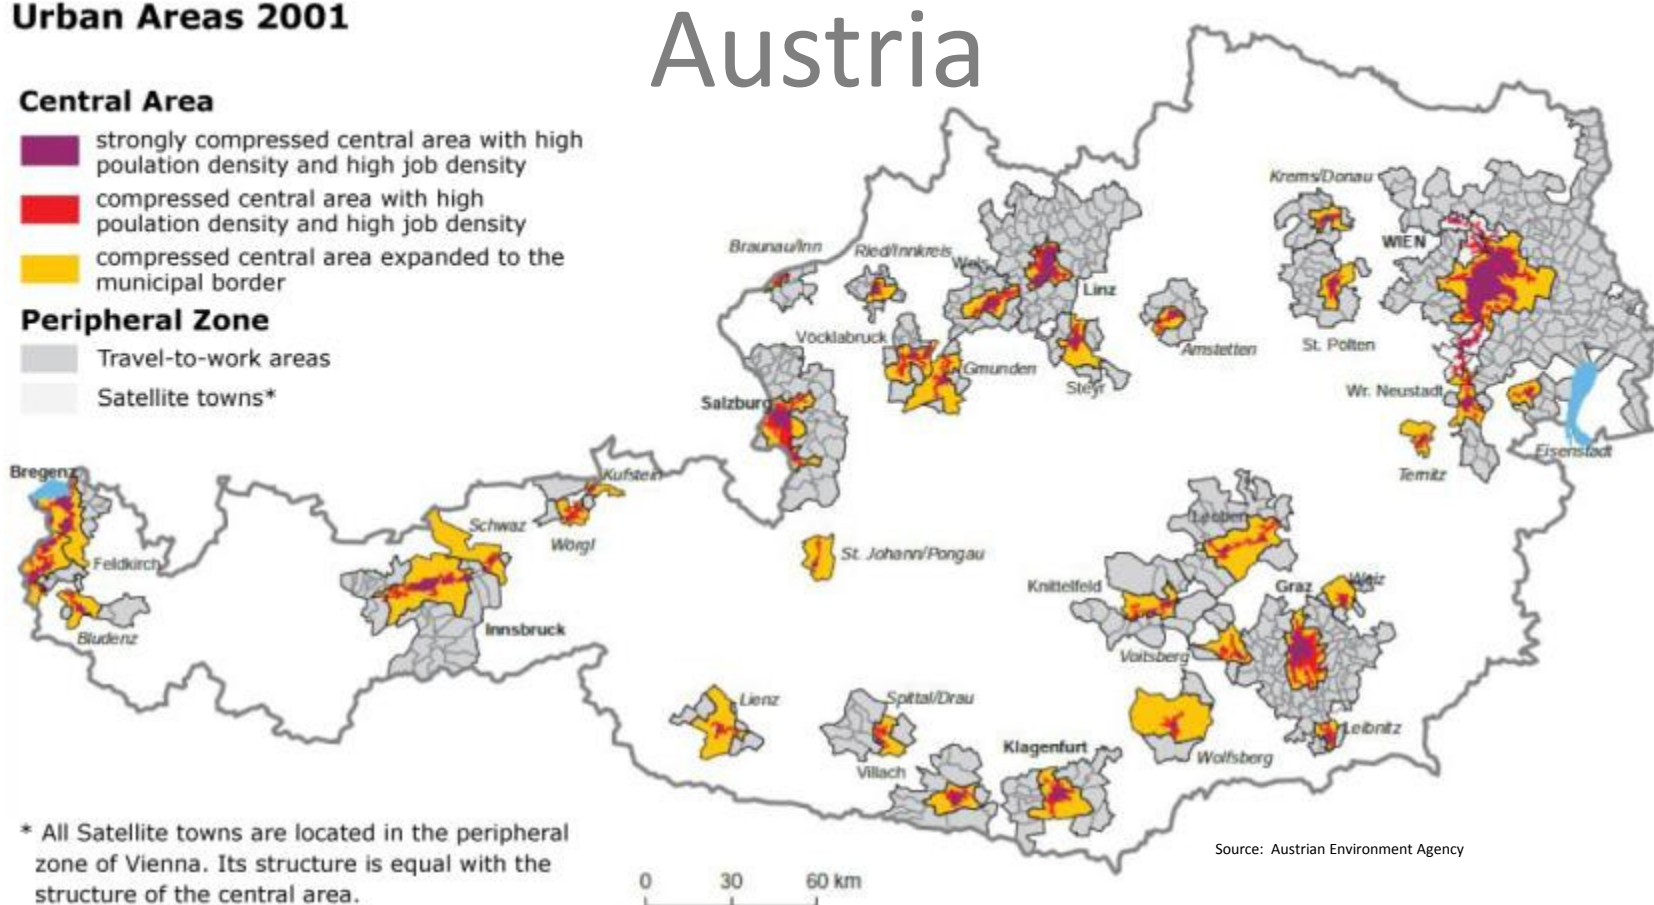 Urban Areas 2001
Austria
Central Area
strongly compressed central area with high
poulation density and high job density
compressed central area with high
poulation density and high job density
compressed central area expanded to the
municipal border
Peripheral Zone
Travel-to-work areas
Satellite towns*
Krems/Donau
WIEN
Braunau/Inn
Ried/Innkreis
Wels
Linz
Vöcklabruck
Amstetten
St. Pölten
Gmunden
Steyr
Wr. Neustadt
Salzburg
Eisenstadt
Ternitz
Bregenz
Kufstein
Schwaz
Wörgl
Leoben
St. Johann/Pongau
Feldkirch
Knittelfeld
Graz
Weiz
Bludenz
Innsbruck
Voitsberg
Lienz
Spittal/Drau
Leibnitz
Klagenfurt
Wolfsberg
Villach
* All Satellite towns are located in the peripheral
zone of Vienna. Its structure is equal with the
structure of the central area.
Source: Austrian Environment Agency
0 30 60 km